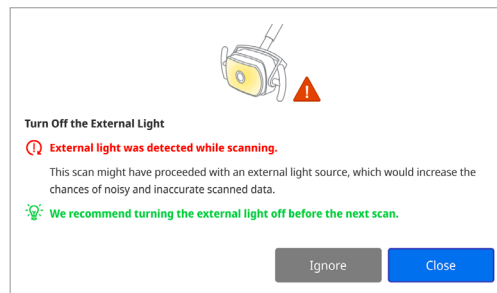 Turn Off the External Light
External light was detected while scanning.
This scan might have proceeded with an external light source, which would increase the
chances of noisy and inaccurate scanned data.
We recommend turning the external light off before the next scan.
Ignore
Close